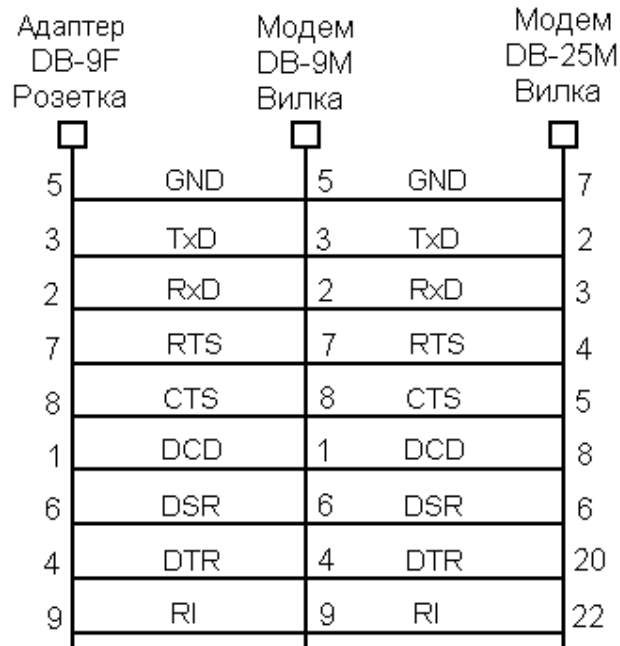 Адаптер Модем Модем
DB-9F DB-9M DB-25M
Розетка Вилка Вилка
5 GND 5 GND 7
3 TxD 3 TxD 2
2 RxD 2 RxD 3
7 RTS 7 RTS 4
8 CTS 8 CTS 5
1 DCD 1 DCD 8
6 DSR 6 DSR 6
4 DTR 4 DTR 20
9 RI 9 RI 22